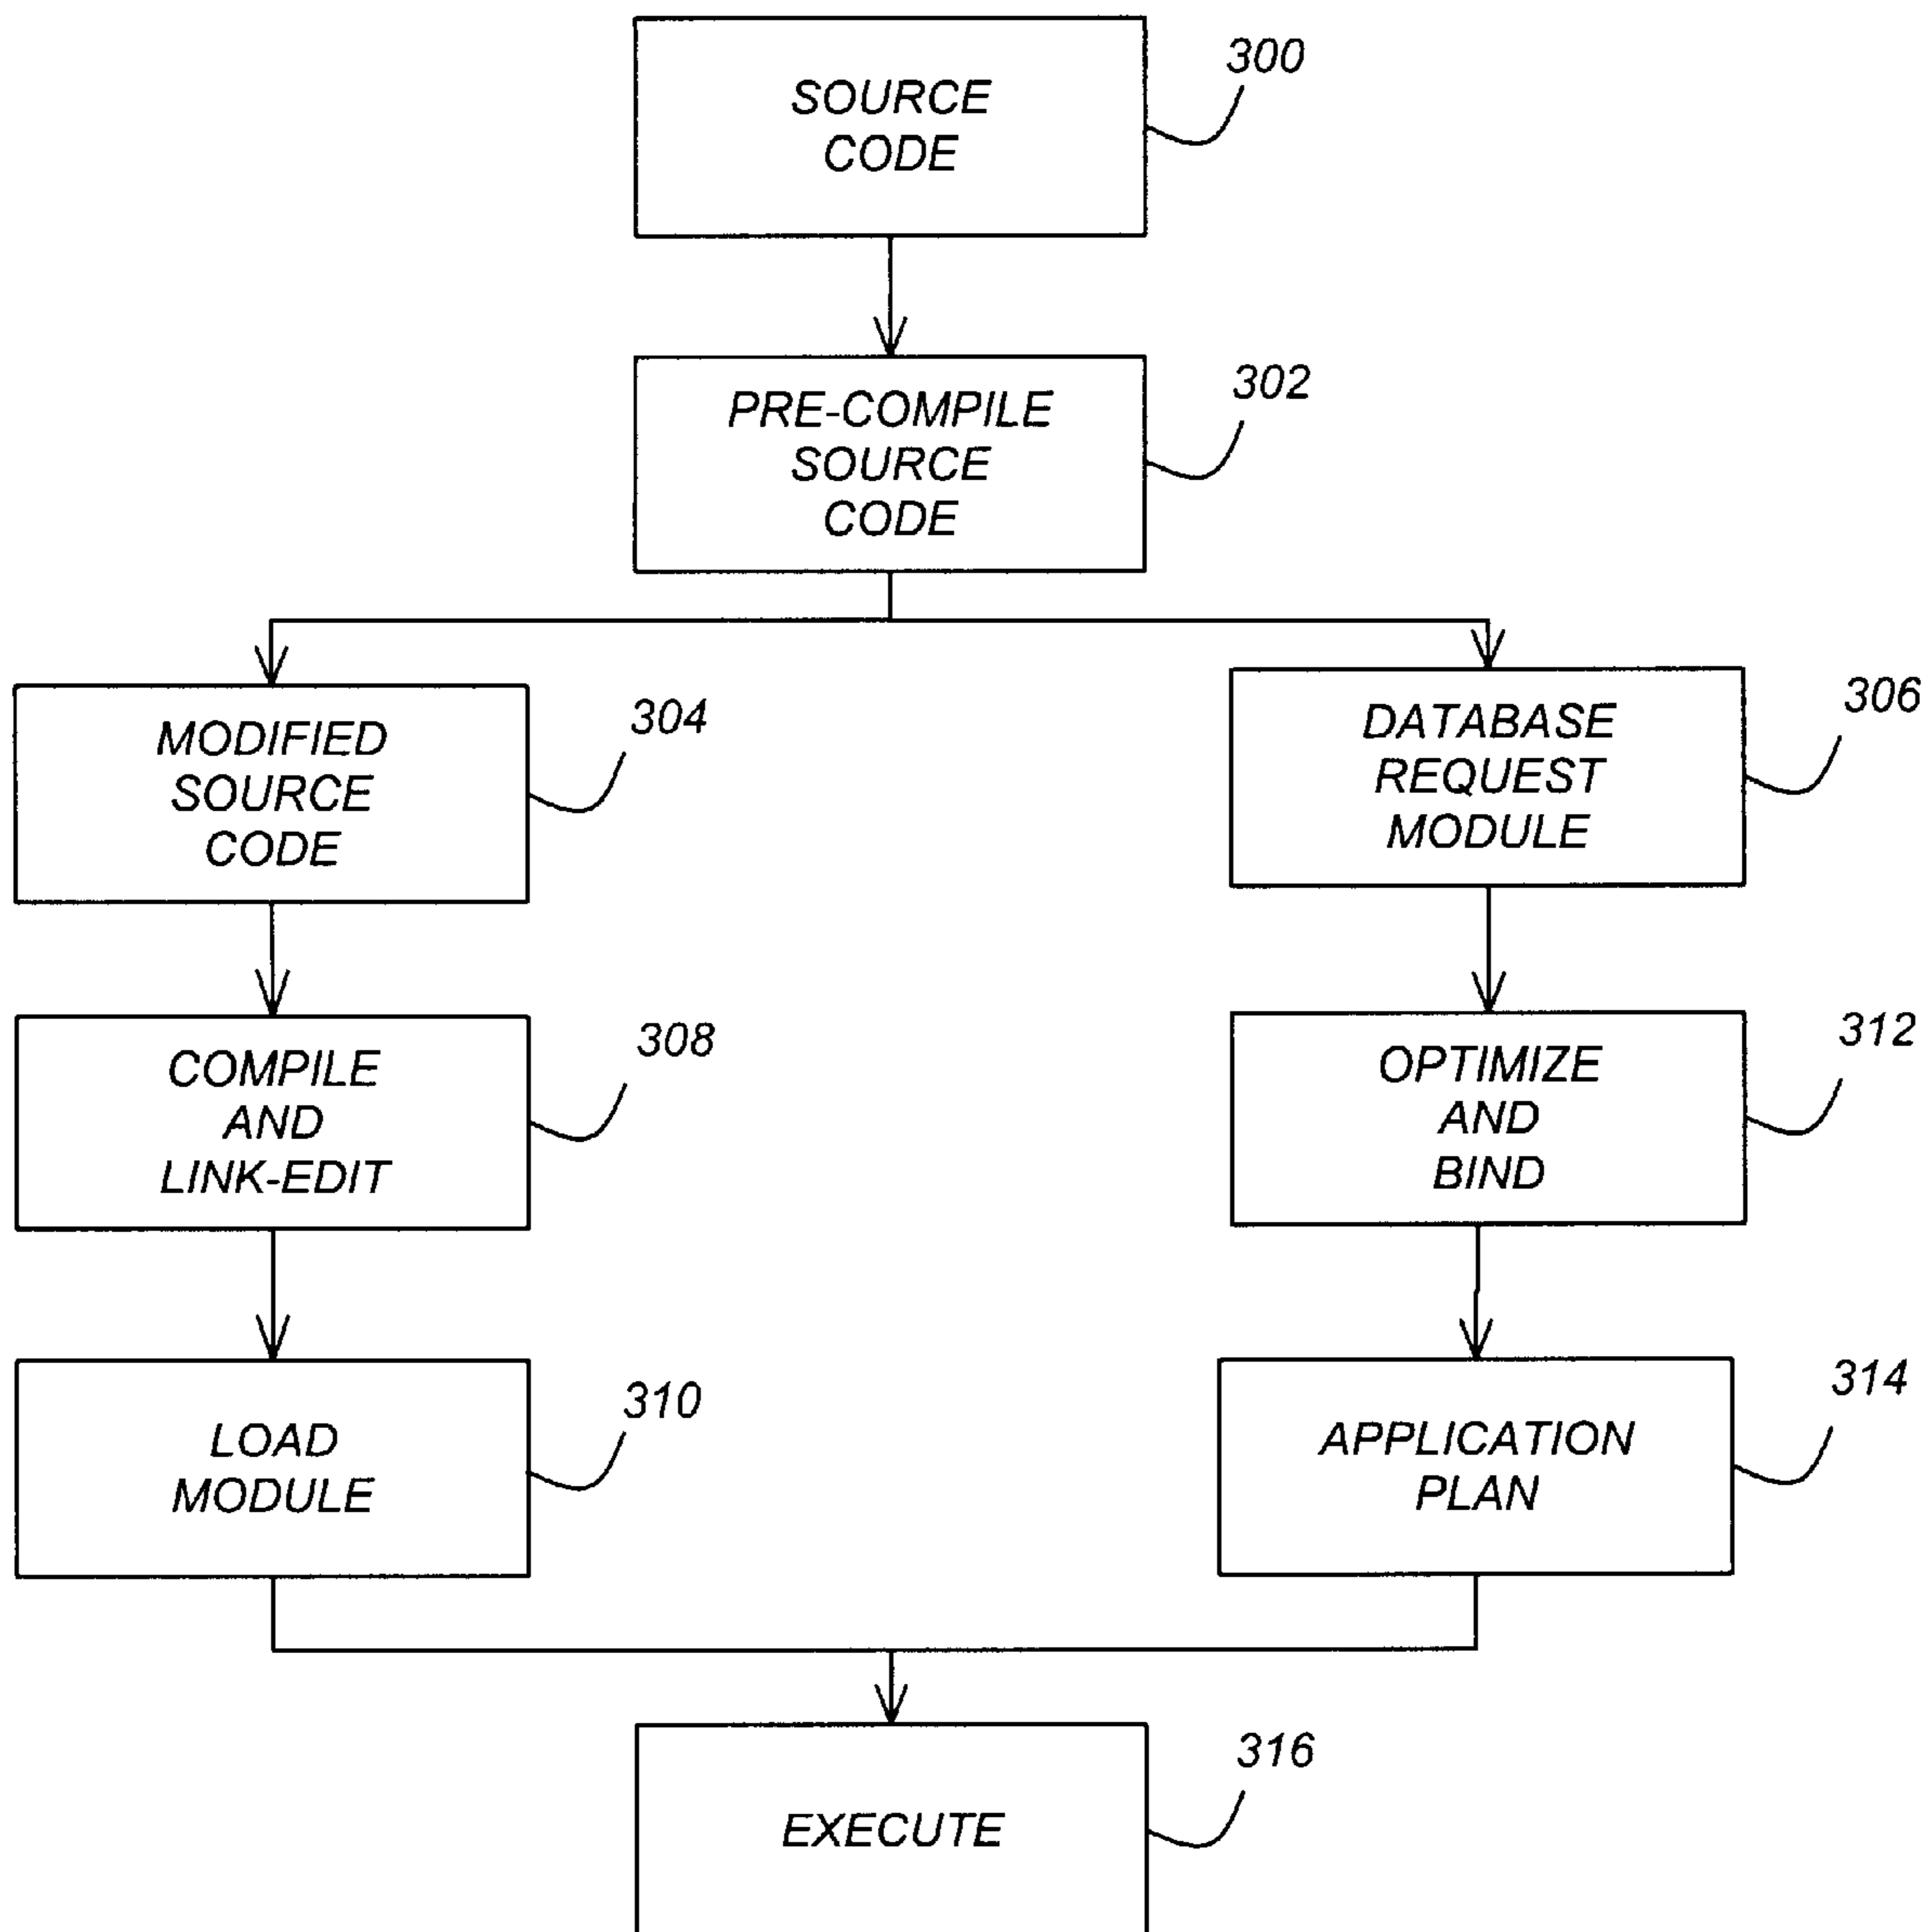 SOURCE
CODE
300
PRE-COMPILE
SOURCE
CODE
302
MODIFIED
SOURCE
CODE
304
DATABASE
REQUEST
MODULE
306
COMPILE
AND
LINK-EDIT
308
OPTIMIZE
AND
BIND
312
LOAD
MODULE
310
APPLICATION
PLAN
314
EXECUTE
316